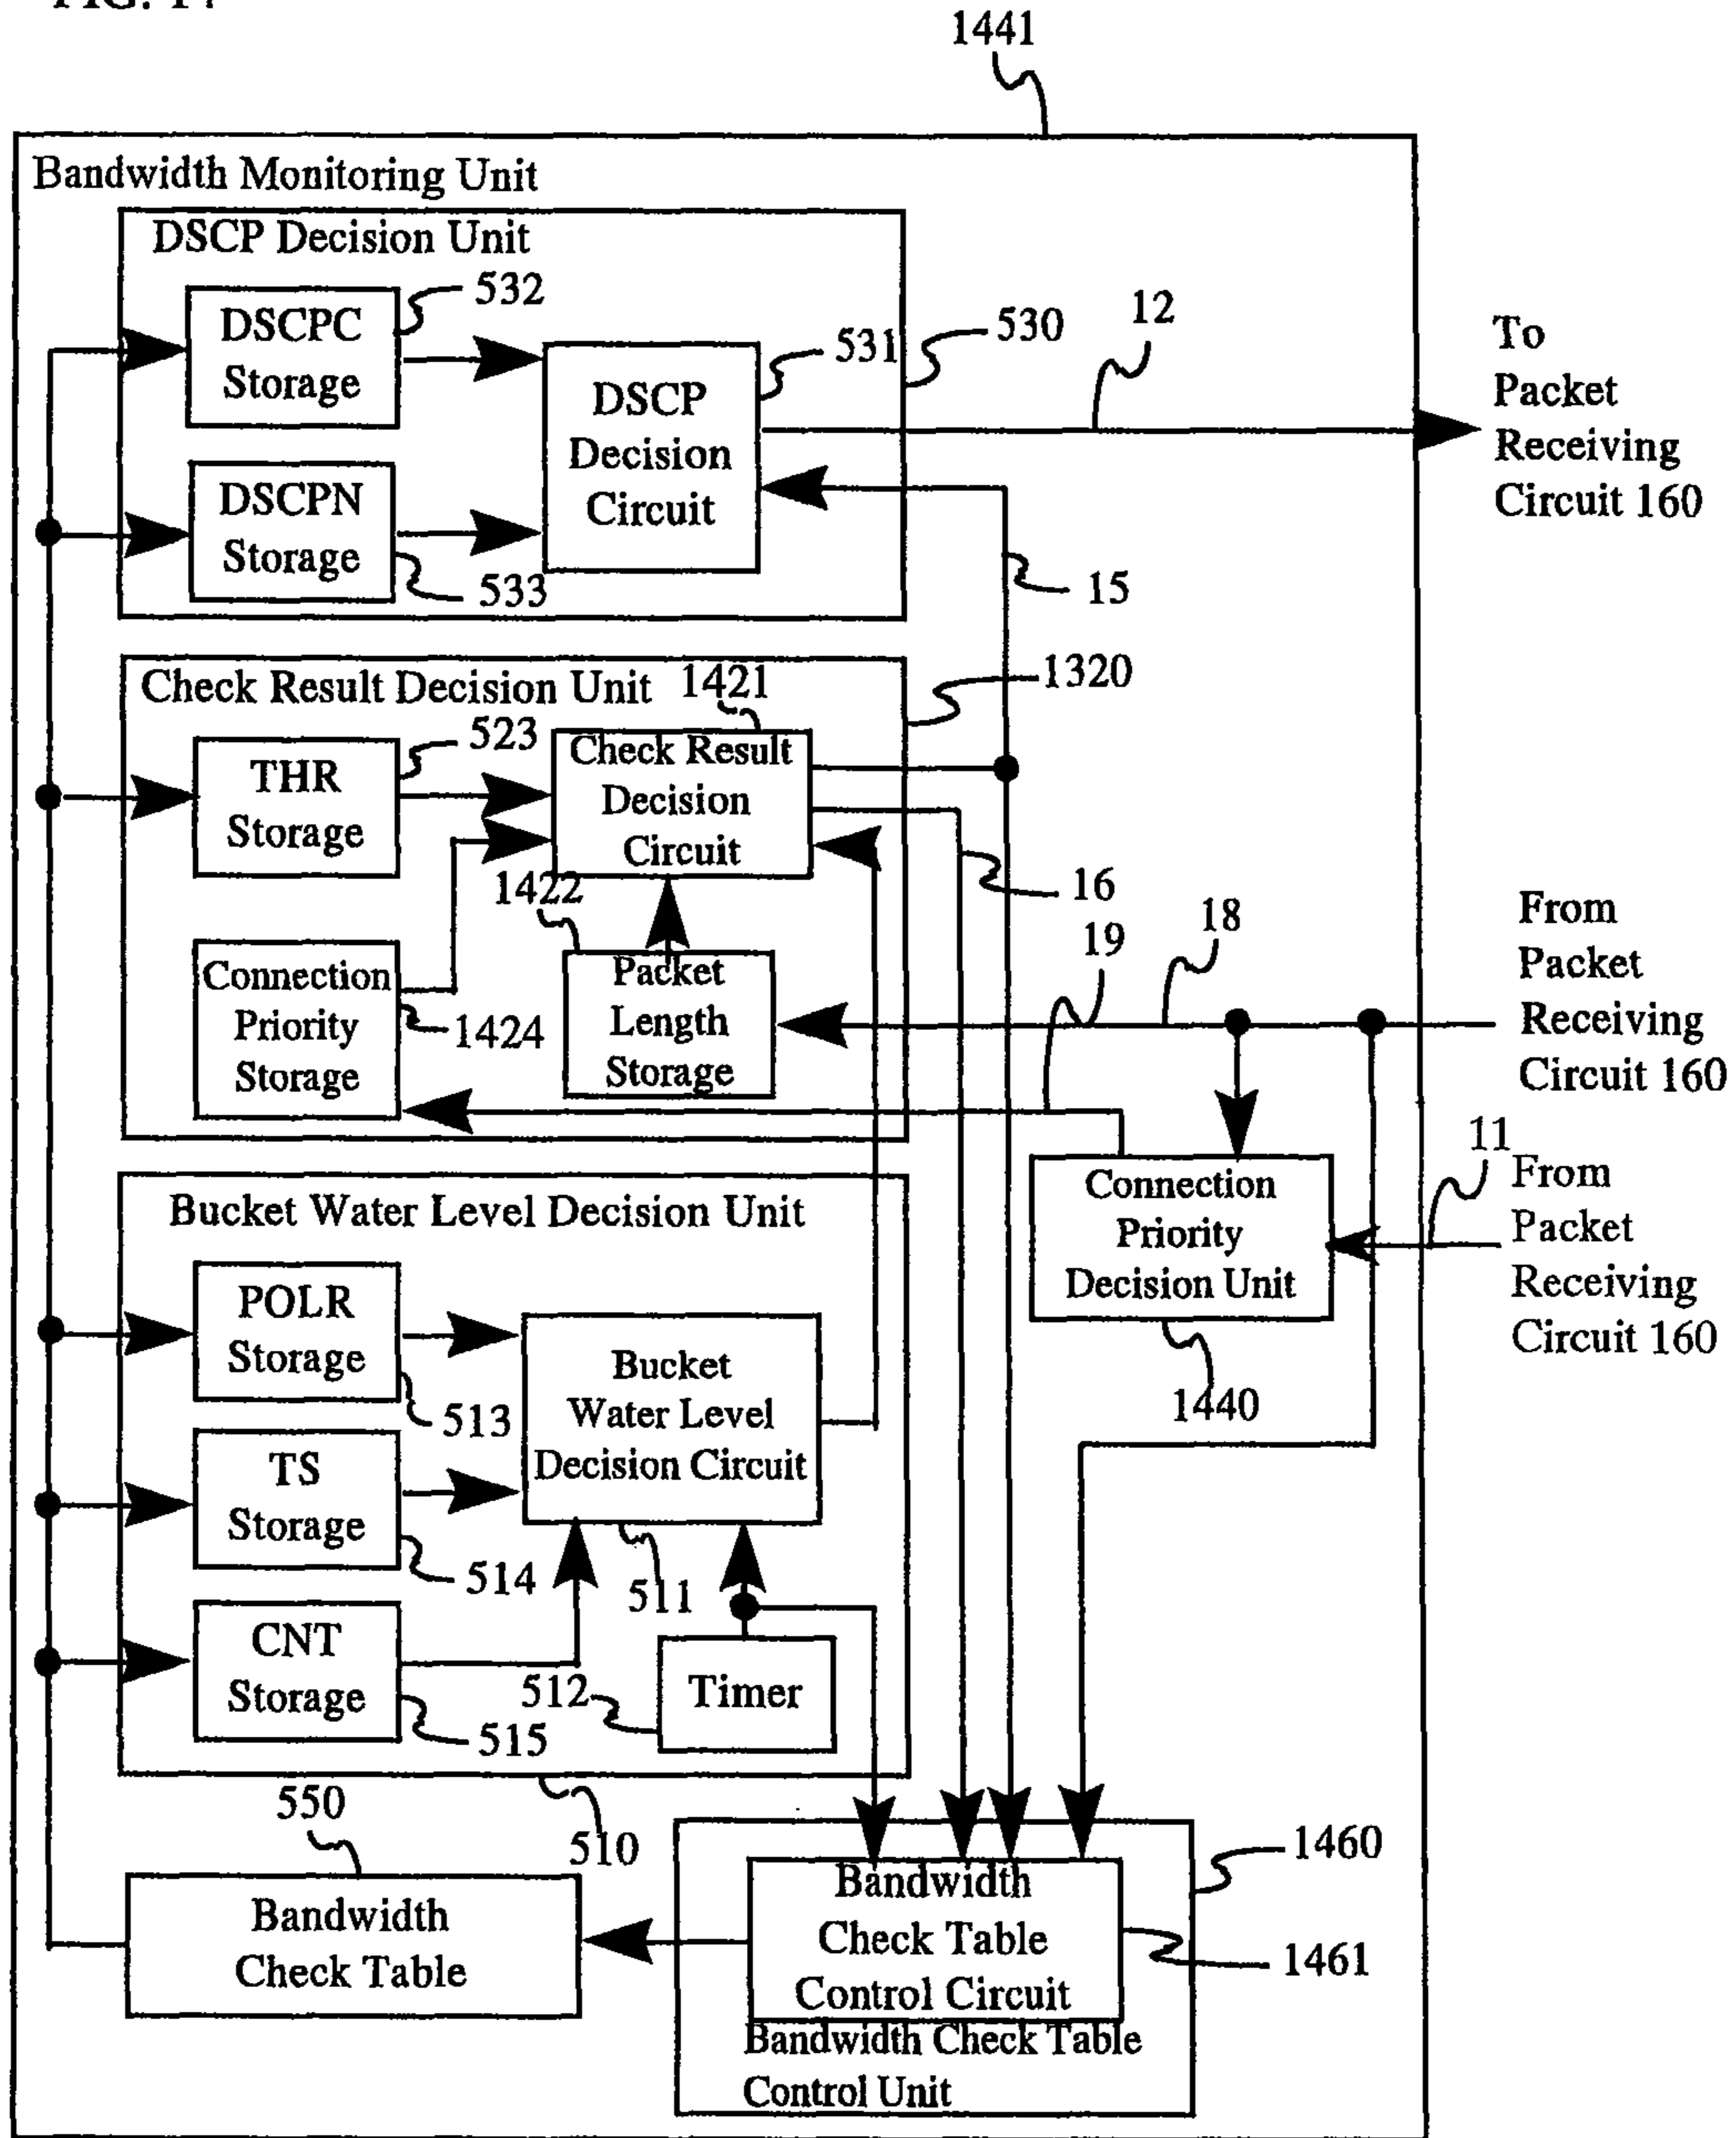 FIG. 14
1441
Bandwidth Monitoring Unit
DSCP Decision Unit
DSCPC
Storage
532
DSCPN
Storage
533
DSCP
Decision
Circuit
531
530
12
To
Packet
Receiving
Circuit 160
15
Check Result Decision Unit
1421
1320
THR
Storage
523
Check Result
Decision
Circuit
1422
16
Connection
Priority
Storage
1424
Packet
Length
Storage
19
18
From
Packet
Receiving
Circuit 160
Connection
Priority
Decision Unit
1440
11
From
Packet
Receiving
Circuit 160
Bucket Water Level Decision Unit
POLR
Storage
513
TS
Storage
514
CNT
Storage
515
Bucket
Water Level
Decision Circuit
511
512
Timer
510
550
Bandwidth
Check Table
Bandwidth
Check Table
Control Circuit
1460
1461
Bandwidth Check Table
Control Unit